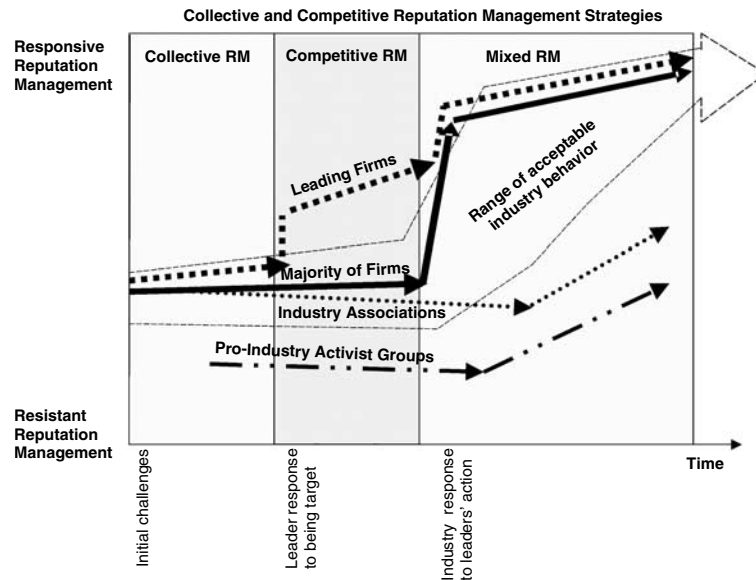 Collective and Competitive Reputation Management Strategies
Responsive
Reputation
Management
Collective RM
Competitive RM
Mixed RM
Leading Firms
Range of acceptable
industry behavior
Majority of Firms
Industry Associations
Pro-Industry Activist Groups
Resistant
Reputation
Management
Time
Initial challenges
Leader response
to being target
Industry response
to leaders' action